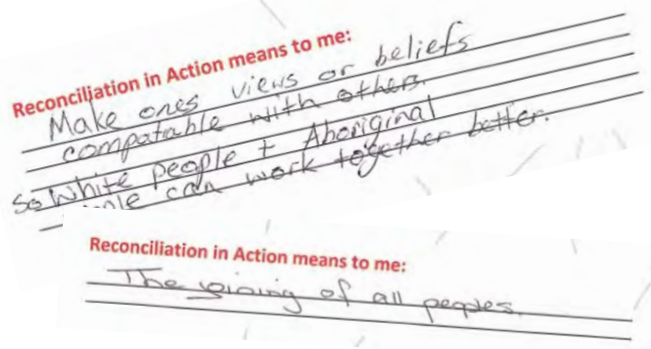 Reconciliation in Action means to me:
Make ones views or beliefs
compatable with others.
So White people + Aboriginal
can work together better.
Reconciliation in Action means to me:
The joining of all peoples.